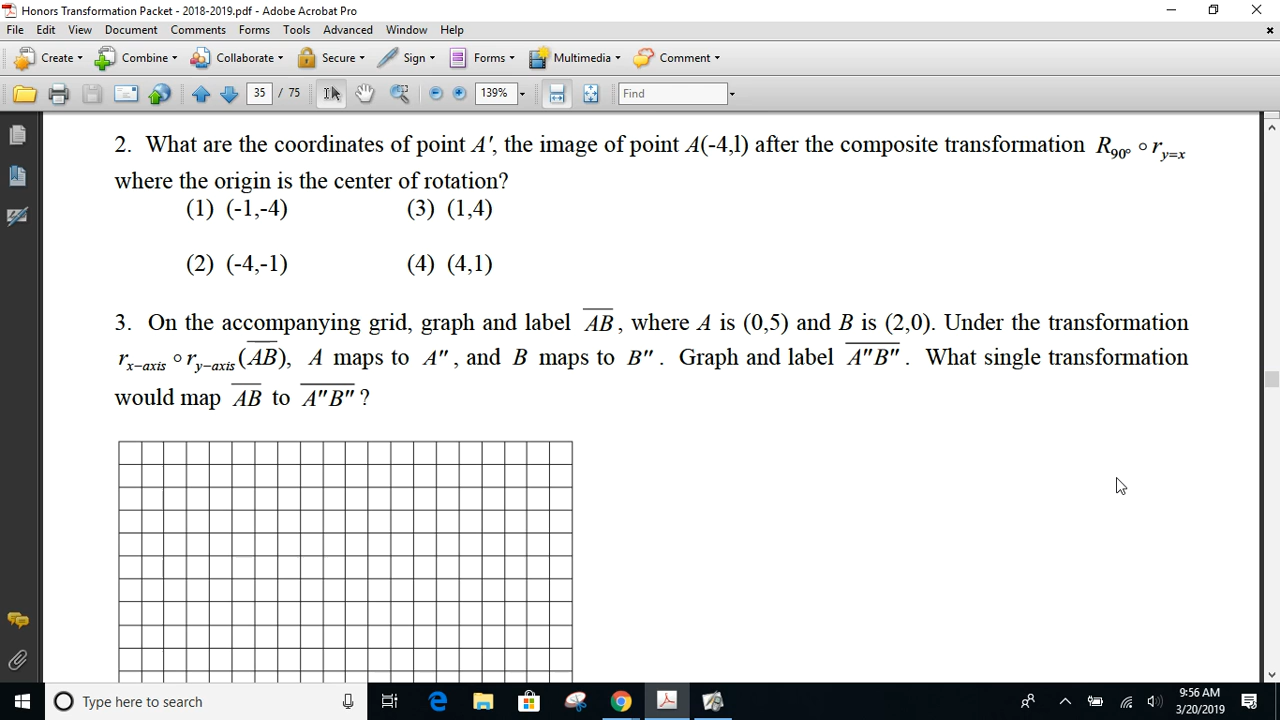 Honors Transformation Packet - 2018-2019.pdf - Adobe Acrobat Pro
File Edit View Document Comments Forms Tools Advanced Window Help
Create Combine Collaborate Secure Sign Forms Multimedia Comment
35 / 75 139% Find
2. What are the coordinates of point A′, the image of point A(-4,l) after the composite transformation R90° ∘ ry=x
where the origin is the center of rotation?
(1) (-1,-4) (3) (1,4)
(2) (-4,-1) (4) (4,1)
3. On the accompanying grid, graph and label AB, where A is (0,5) and B is (2,0). Under the transformation
rx−axis ∘ ry−axis(AB), A maps to A″, and B maps to B″. Graph and label A″B″. What single transformation
would map AB to A″B″?
Type here to search
9:56 AM
3/20/2019